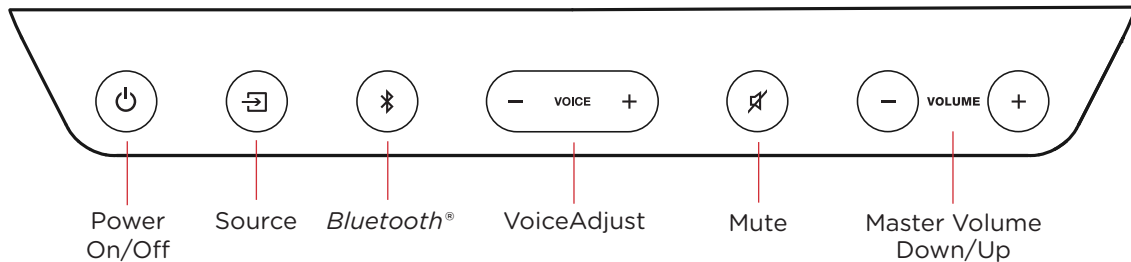 − VOICE +
− VOLUME +
Power
On/Off
Source
Bluetooth®
VoiceAdjust
Mute
Master Volume
Down/Up